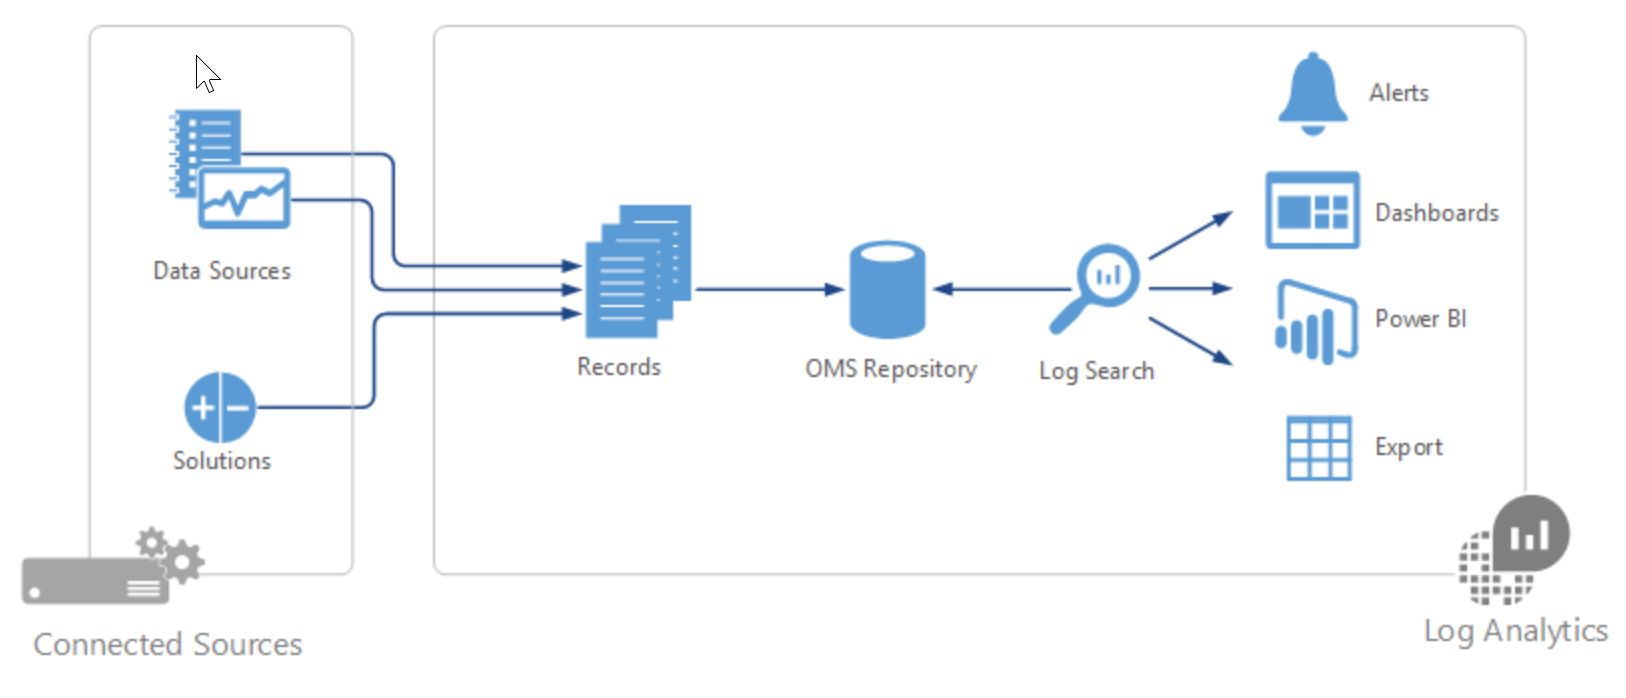 Data Sources
Solutions
Connected Sources
Records
OMS Repository
Log Search
Alerts
Dashboards
Power BI
Export
Log Analytics